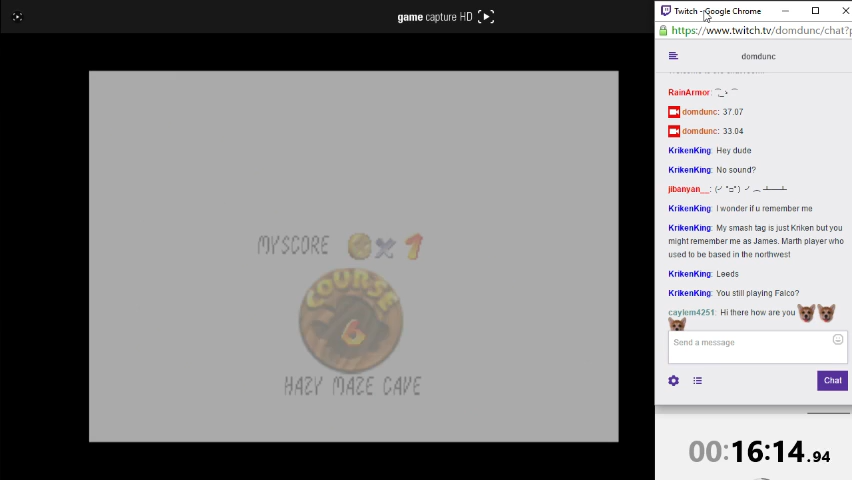 game capture HD
Twitch - Google Chrome
https://www.twitch.tv/domdunc/chat?p
domdunc
RainArmor:
domdunc: 37.07
domdunc: 33.04
KrikenKing: Hey dude
KrikenKing: No sound?
jibanyan__:
KrikenKing: I wonder if u remember me
KrikenKing: My smash tag is just Kriken but you
might remember me as James. Marth player who
used to be based in the northwest
KrikenKing: Leeds
KrikenKing: You still playing Falco?
caylem4251: Hi there how are you
Send a message
Chat
MYSCORE × 1
COURSE
6
HAZY MAZE CAVE
00:16:14.94